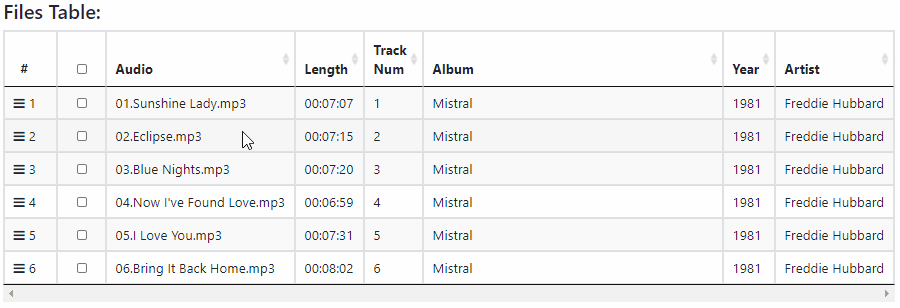 Files Table:
# Audio Length Track Num Album Year Artist
1 01.Sunshine Lady.mp3 00:07:07 1 Mistral 1981 Freddie Hubbard
2 02.Eclipse.mp3 00:07:15 2 Mistral 1981 Freddie Hubbard
3 03.Blue Nights.mp3 00:07:20 3 Mistral 1981 Freddie Hubbard
4 04.Now I've Found Love.mp3 00:06:59 4 Mistral 1981 Freddie Hubbard
5 05.I Love You.mp3 00:07:31 5 Mistral 1981 Freddie Hubbard
6 06.Bring It Back Home.mp3 00:08:02 6 Mistral 1981 Freddie Hubbard